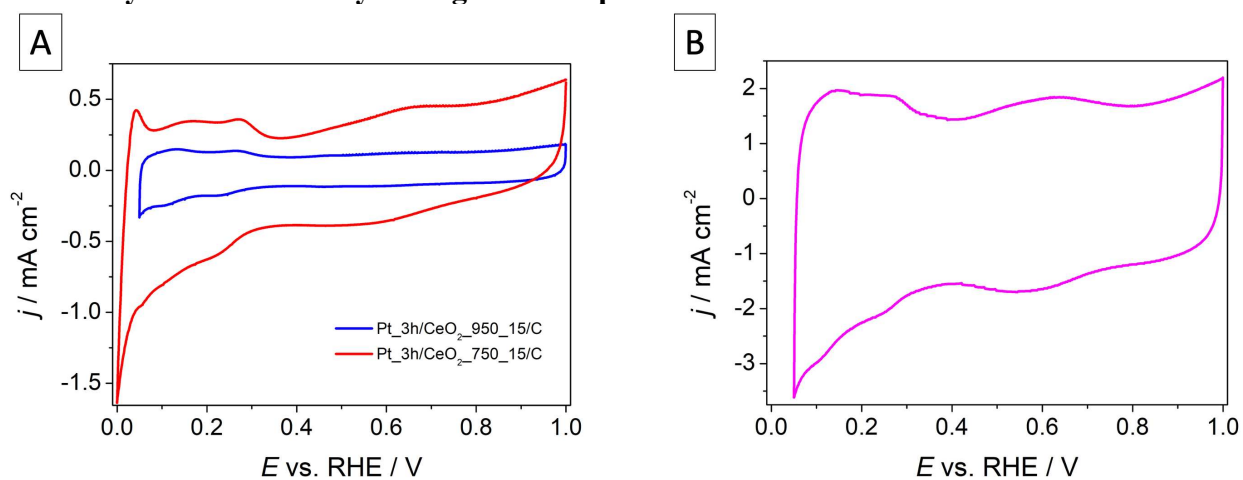 A
B
0.5
0.0
-0.5
-1.0
-1.5
j / mA cm⁻²
Pt_3h/CeO₂_950_15/C
Pt_3h/CeO₂_750_15/C
0.0 0.2 0.4 0.6 0.8 1.0
E vs. RHE / V
2
1
0
-1
-2
-3
j / mA cm⁻²
0.0 0.2 0.4 0.6 0.8 1.0
E vs. RHE / V